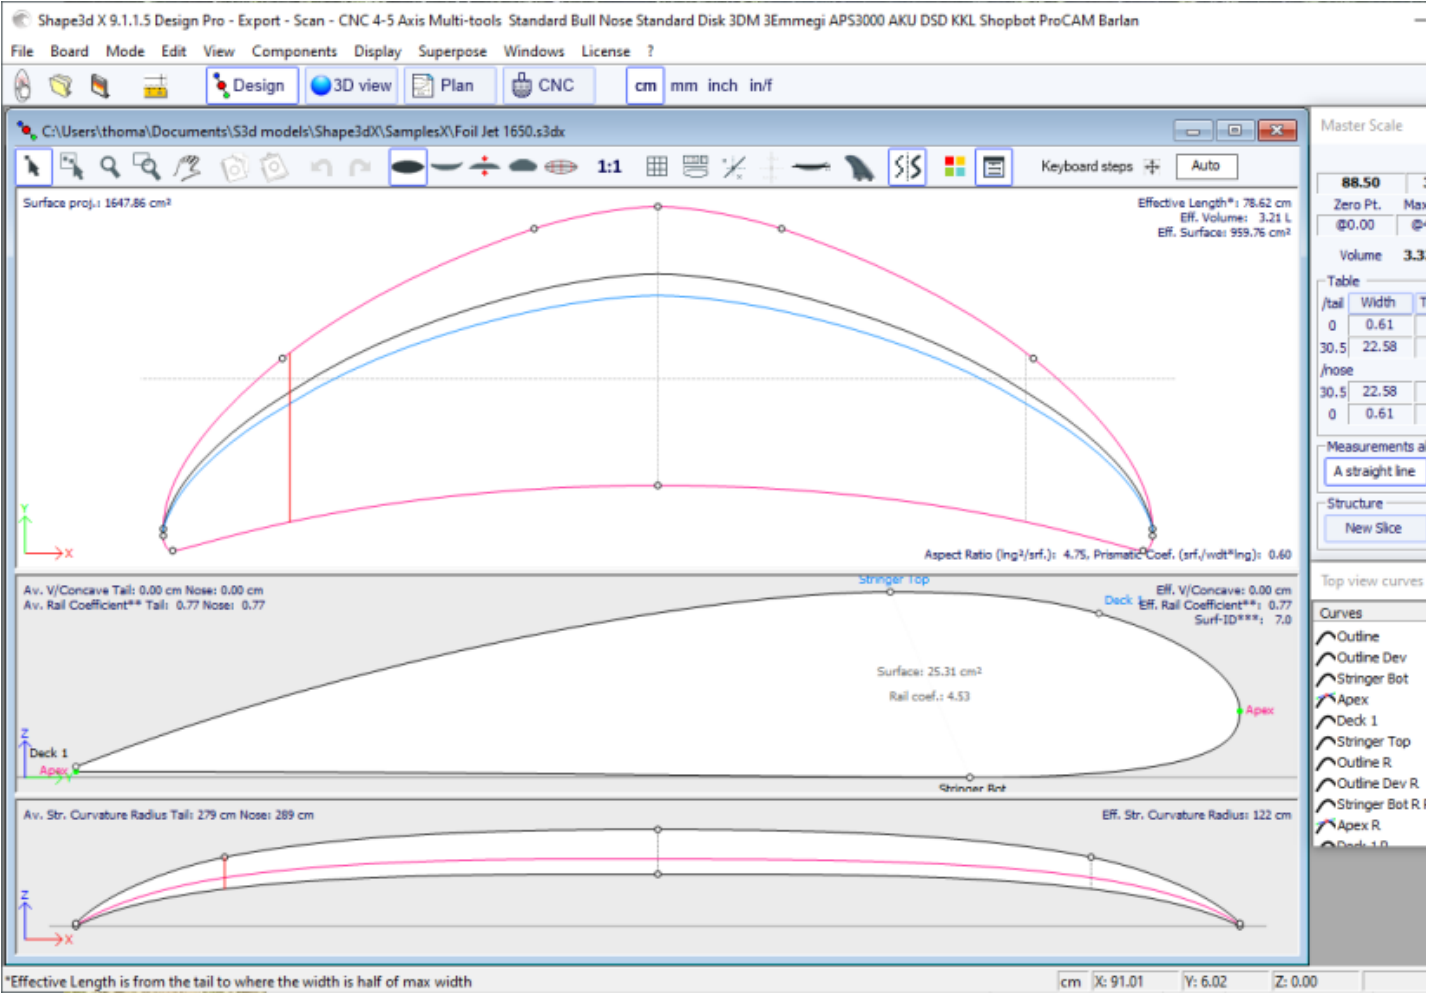 Shape3d X 9.1.1.5 Design Pro - Export - Scan - CNC 4-5 Axis Multi-tools  Standard Bull Nose Standard Disk 3DM 3Emmegi APS3000 AKU DSD KKL Shopbot ProCAM Barlan
File Board Mode Edit View Components Display Superpose Windows License ?
Design 3D view Plan CNC cm mm inch in/f
C:\Users\thoma\Documents\S3d models\Shape3dX\SamplesX\Foil Jet 1650.s3dx
1:1 Keyboard steps Auto
Surface proj.: 1647.86 cm²
Effective Length*: 78.62 cm
Eff. Volume: 3.21 L
Eff. Surface: 959.76 cm²
Y
X
Aspect Ratio (lng²/srf.): 4.75, Prismatic Coef. (srf./wdt*lng): 0.60
Av. V/Concave Tail: 0.00 cm Nose: 0.00 cm
Av. Rail Coefficient** Tail: 0.77 Nose: 0.77
Stringer Top
Deck 1
Eff. V/Concave: 0.00 cm
Eff. Rail Coefficient**: 0.77
Surf-ID***: 7.0
Surface: 25.31 cm²
Rail coef.: 4.53
Apex
Z
Deck 1
Apex
Y
Stringer Bot
Av. Str. Curvature Radius Tail: 279 cm Nose: 289 cm
Eff. Str. Curvature Radius: 122 cm
Z
X
*Effective Length is from the tail to where the width is half of max width
cm X: 91.01 Y: 6.02 Z: 0.00
Master Scale
88.50
Zero Pt. Max
@0.00
Volume 3.3
Table
/tail Width T
0 0.61
30.5 22.58
/nose
30.5 22.58
0 0.61
Measurements a
A straight line
Structure
New Slice
Top view curves
Curves
Outline
Outline Dev
Stringer Bot
Apex
Deck 1
Stringer Top
Outline R
Outline Dev R
Stringer Bot R
Apex R
Deck 1 R